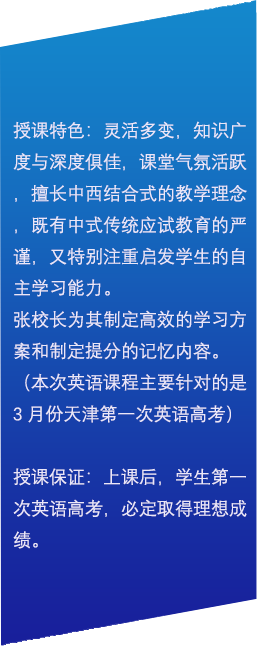 授课特色：灵活多变，知识广
度与深度俱佳，课堂气氛活跃
，擅长中西结合式的教学理念
，既有中式传统应试教育的严
谨，又特别注重启发学生的自
主学习能力。
张校长为其制定高效的学习方
案和制定提分的记忆内容。
（本次英语课程主要针对的是
3 月份天津第一次英语高考）
授课保证：上课后，学生第一
次英语高考，必定取得理想成
绩。